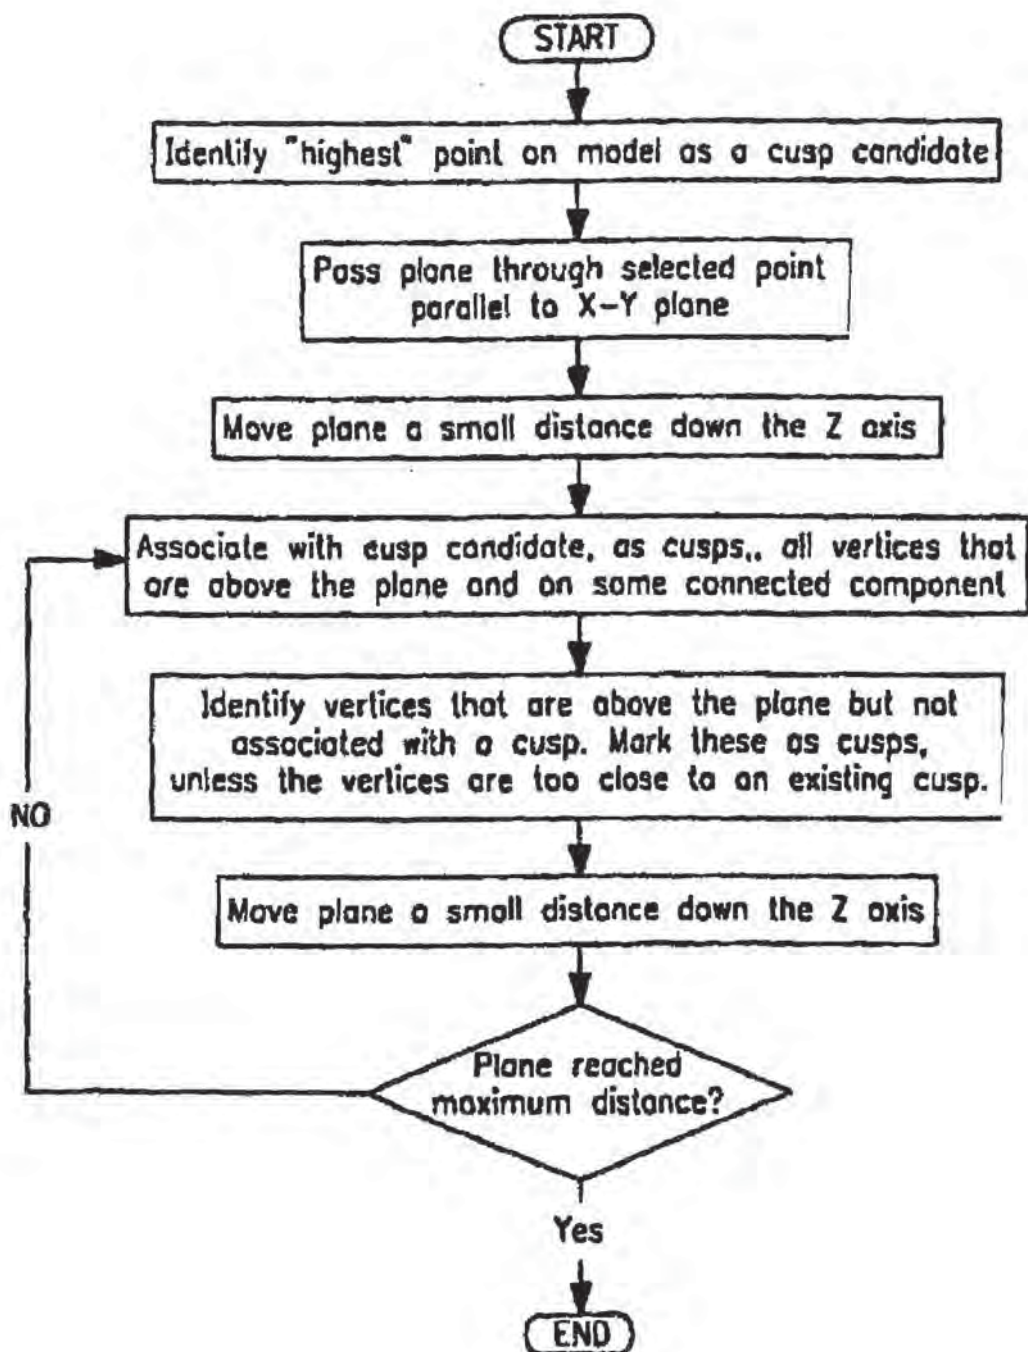 START
Identify "highest" point on model as a cusp candidate
Pass plane through selected point
parallel to X-Y plane
Move plane a small distance down the Z axis
Associate with cusp candidate, as cusps,, all vertices that
are above the plane and on same connected component
Identify vertices that are above the plane but not
associated with a cusp. Mark these as cusps,
unless the vertices are too close to an existing cusp.
NO
Move plane a small distance down the Z axis
Plane reached
maximum distance?
Yes
END